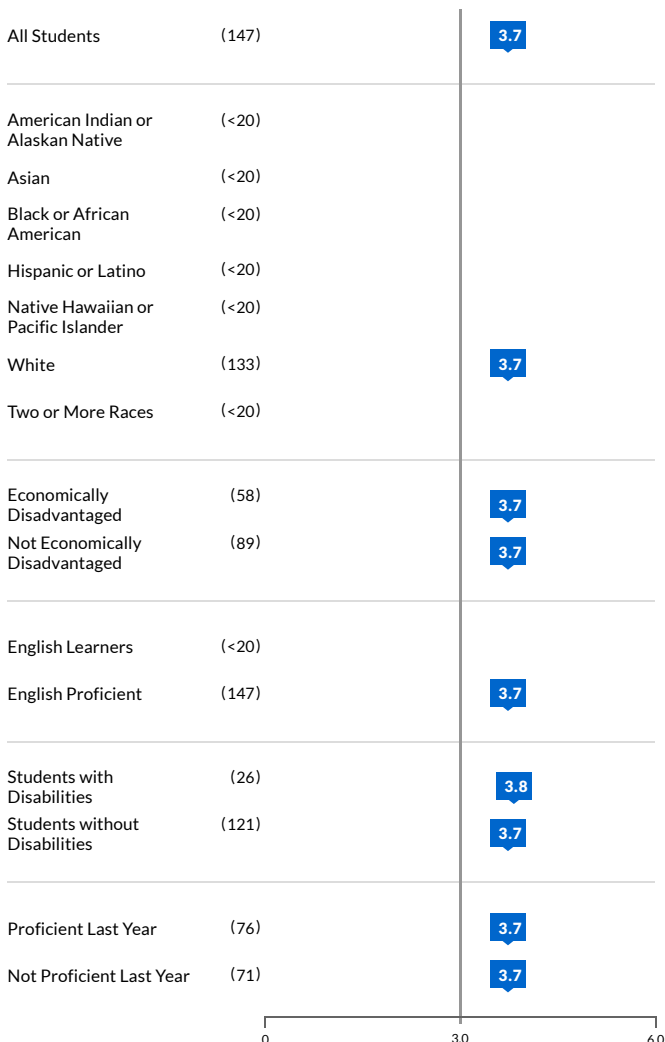 All Students (147) 3.7
American Indian or (<20)
Alaskan Native
Asian (<20)
Black or African (<20)
American
Hispanic or Latino (<20)
Native Hawaiian or (<20)
Pacific Islander
White (133) 3.7
Two or More Races (<20)
Economically (58) 3.7
Disadvantaged
Not Economically (89) 3.7
Disadvantaged
English Learners (<20)
English Proficient (147) 3.7
Students with (26) 3.8
Disabilities
Students without (121) 3.7
Disabilities
Proficient Last Year (76) 3.7
Not Proficient Last Year (71) 3.7
0 3.0 6.0